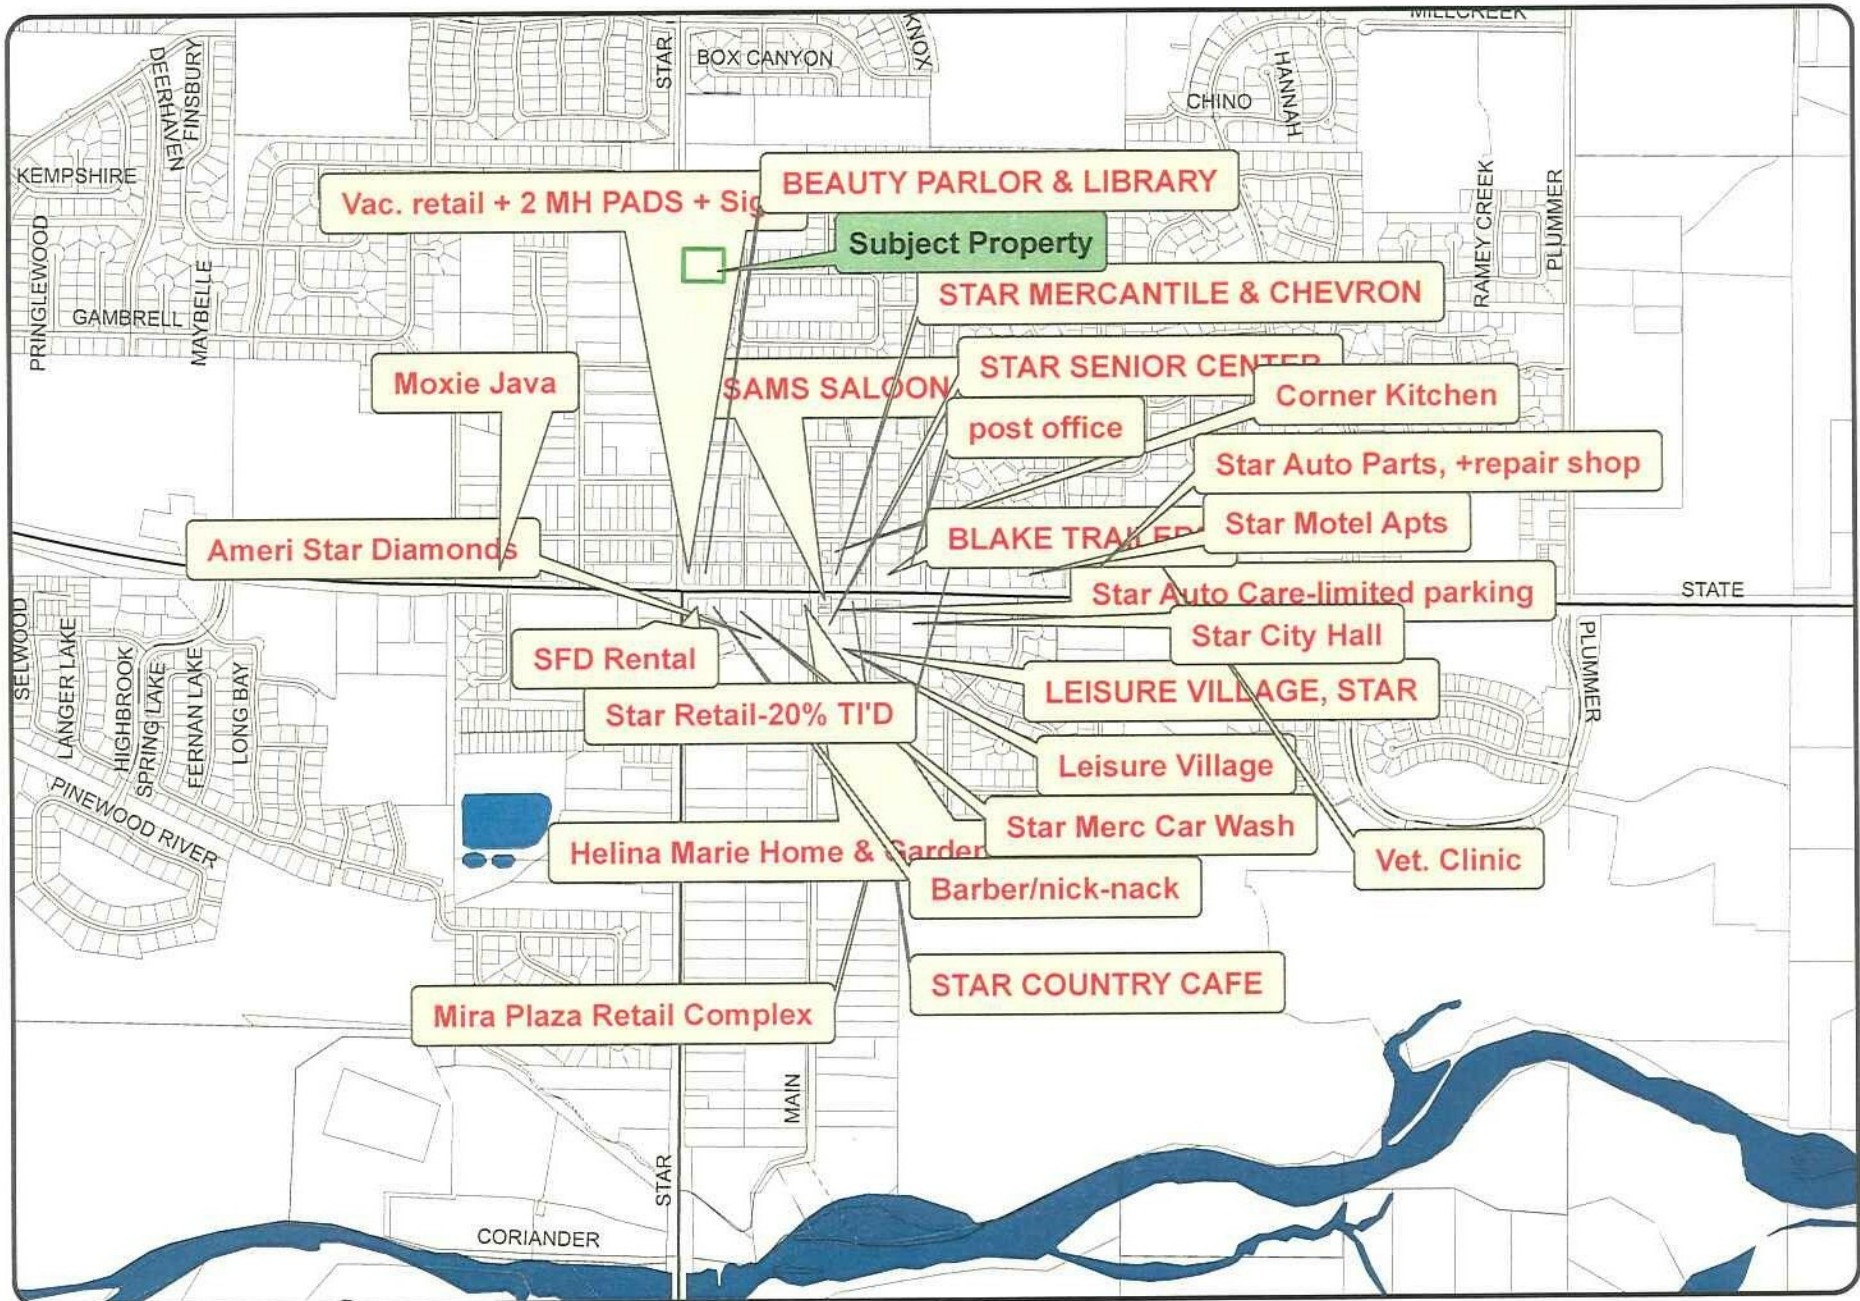 MILLCREEK
KNOX
STAR
BOX CANYON
DEERHAVEN
FINSBURY
HANNAH
CHINO
KEMPSHIRE
BEAUTY PARLOR & LIBRARY
Vac. retail + 2 MH PADS + Sig
RAMEY CREEK
PLUMMER
Subject Property
PRINGLEWOOD
MAYBELLE
STAR MERCANTILE & CHEVRON
GAMBRELL
STAR SENIOR CENTER
Moxie Java
SAMS SALOON
Corner Kitchen
post office
Star Auto Parts, +repair shop
Star Motel Apts
BLAKE TRAILER
Ameri Star Diamonds
STATE
Star Auto Care-limited parking
Star City Hall
SELWOOD
LANGER LAKE
HIGHBROOK
SPRING LAKE
FERNAN LAKE
LONG BAY
SFD Rental
PLUMMER
LEISURE VILLAGE, STAR
Star Retail-20% TI'D
Leisure Village
PINEWOOD RIVER
Star Merc Car Wash
Helina Marie Home & Garden
Vet. Clinic
Barber/nick-nack
STAR COUNTRY CAFE
Mira Plaza Retail Complex
MAIN
STAR
CORIANDER